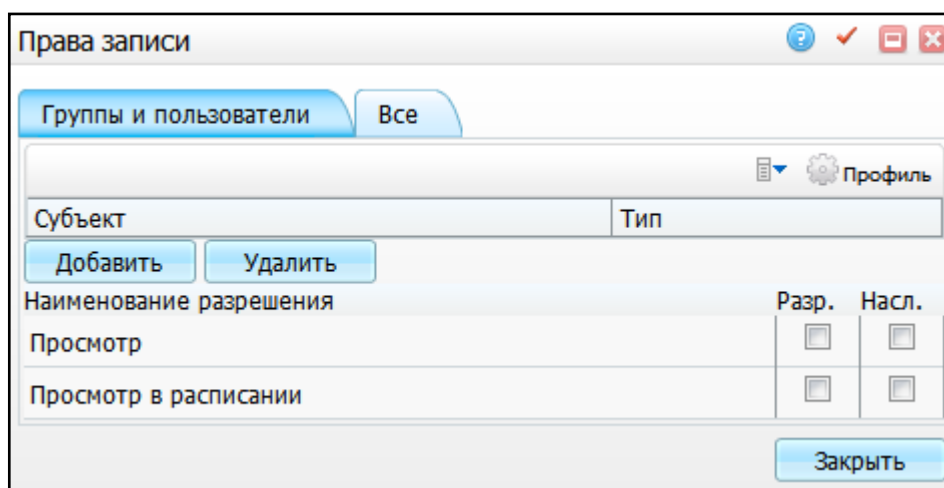 Права записи
Группы и пользователи Все
Профиль
Субъект Тип
Добавить Удалить
Наименование разрешения Разр. Насл.
Просмотр
Просмотр в расписании
Закрыть